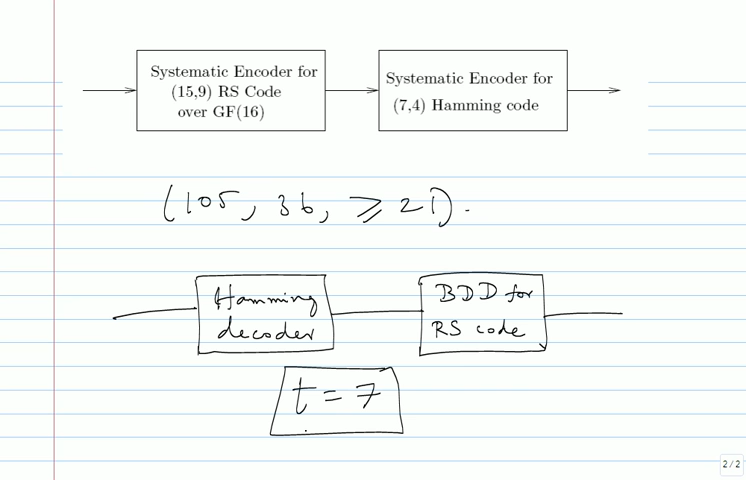 Systematic Encoder for
(15,9) RS Code
over GF(16)
Systematic Encoder for
(7,4) Hamming code
(105, 36, ≥ 21).
Hamming
decoder
BDD for
RS code
t = 7
2 / 2